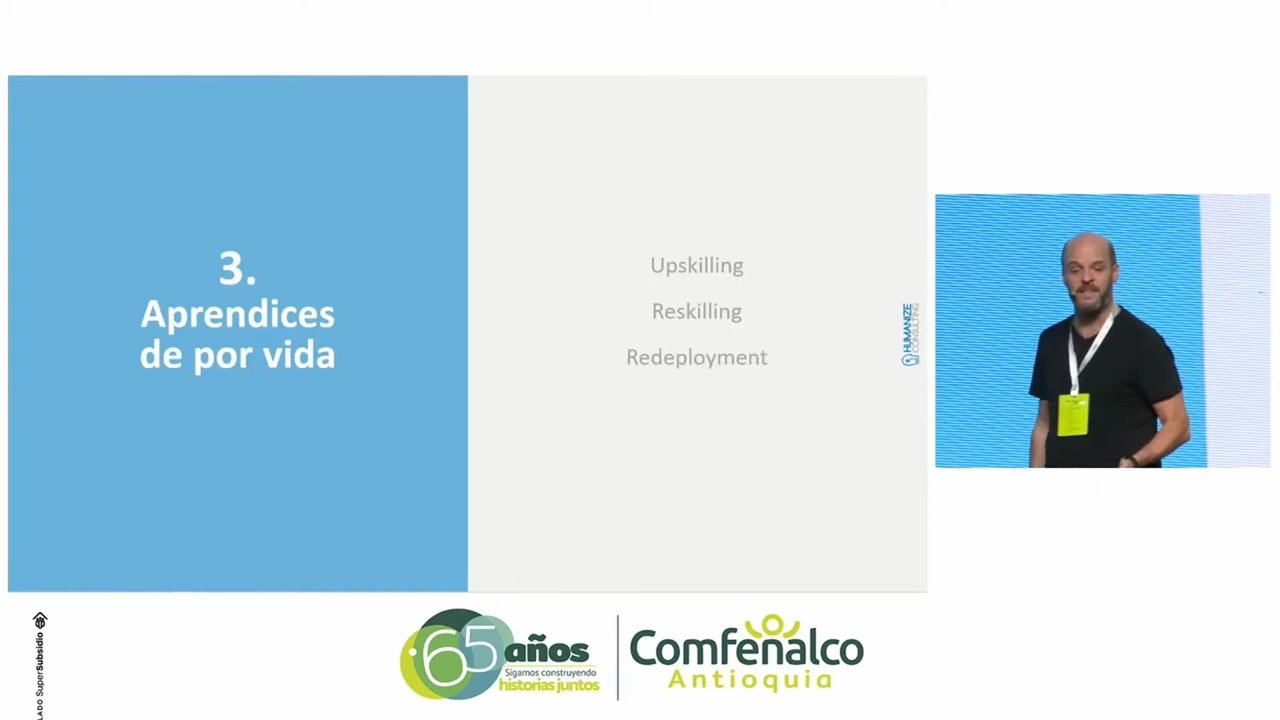 3.
Aprendices
de por vida
Upskilling
Reskilling
Redeployment
HUMANIZE
CONSULTING
LADO SuperSubsidio
65 años
Sigamos construyendo
historias juntos
Comfenalco
Antioquia